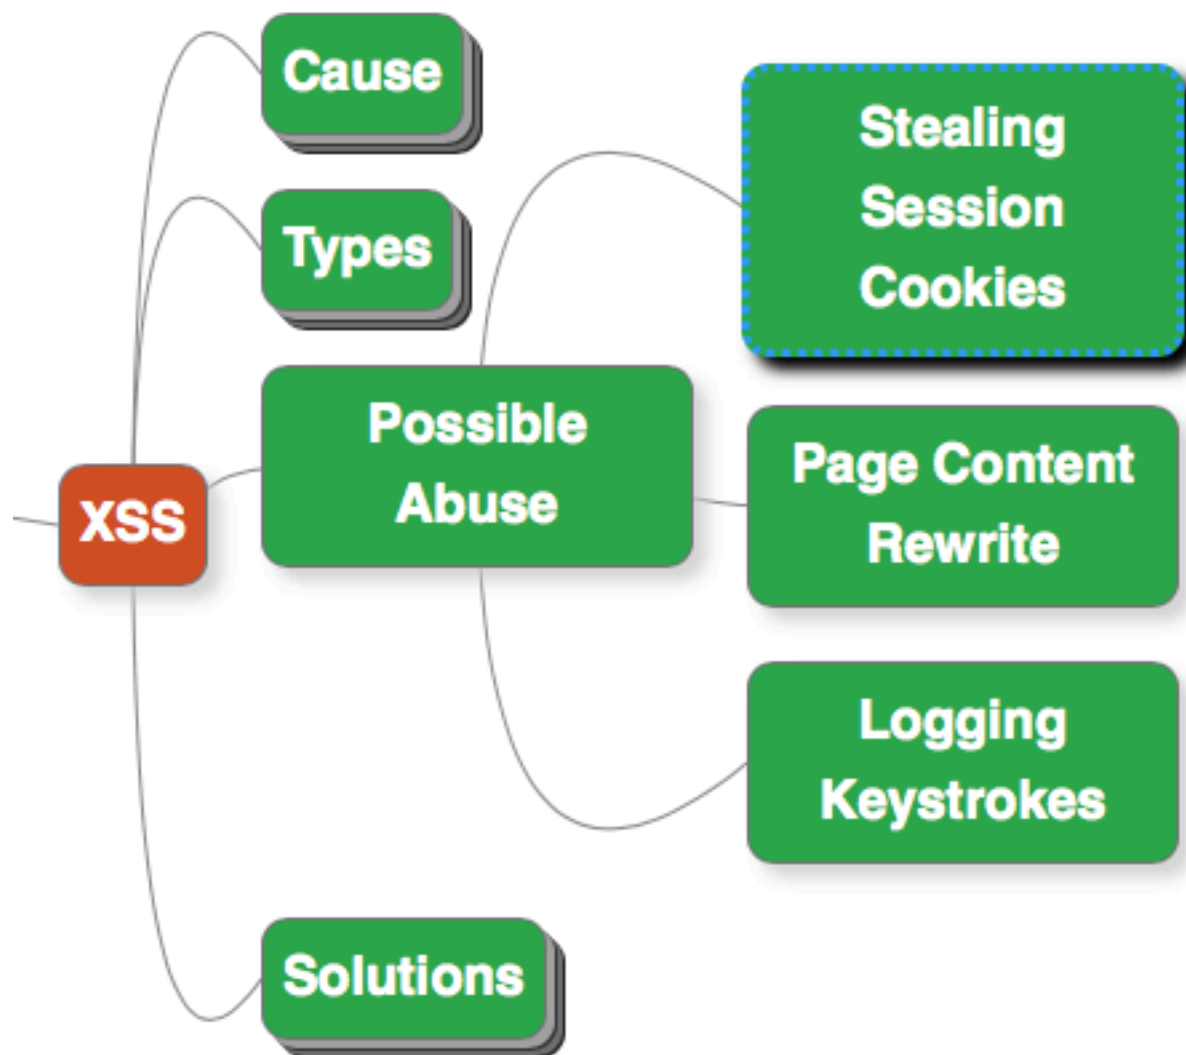 Cause
Types
Possible
Abuse
XSS
Solutions
Stealing
Session
Cookies
Page Content
Rewrite
Logging
Keystrokes